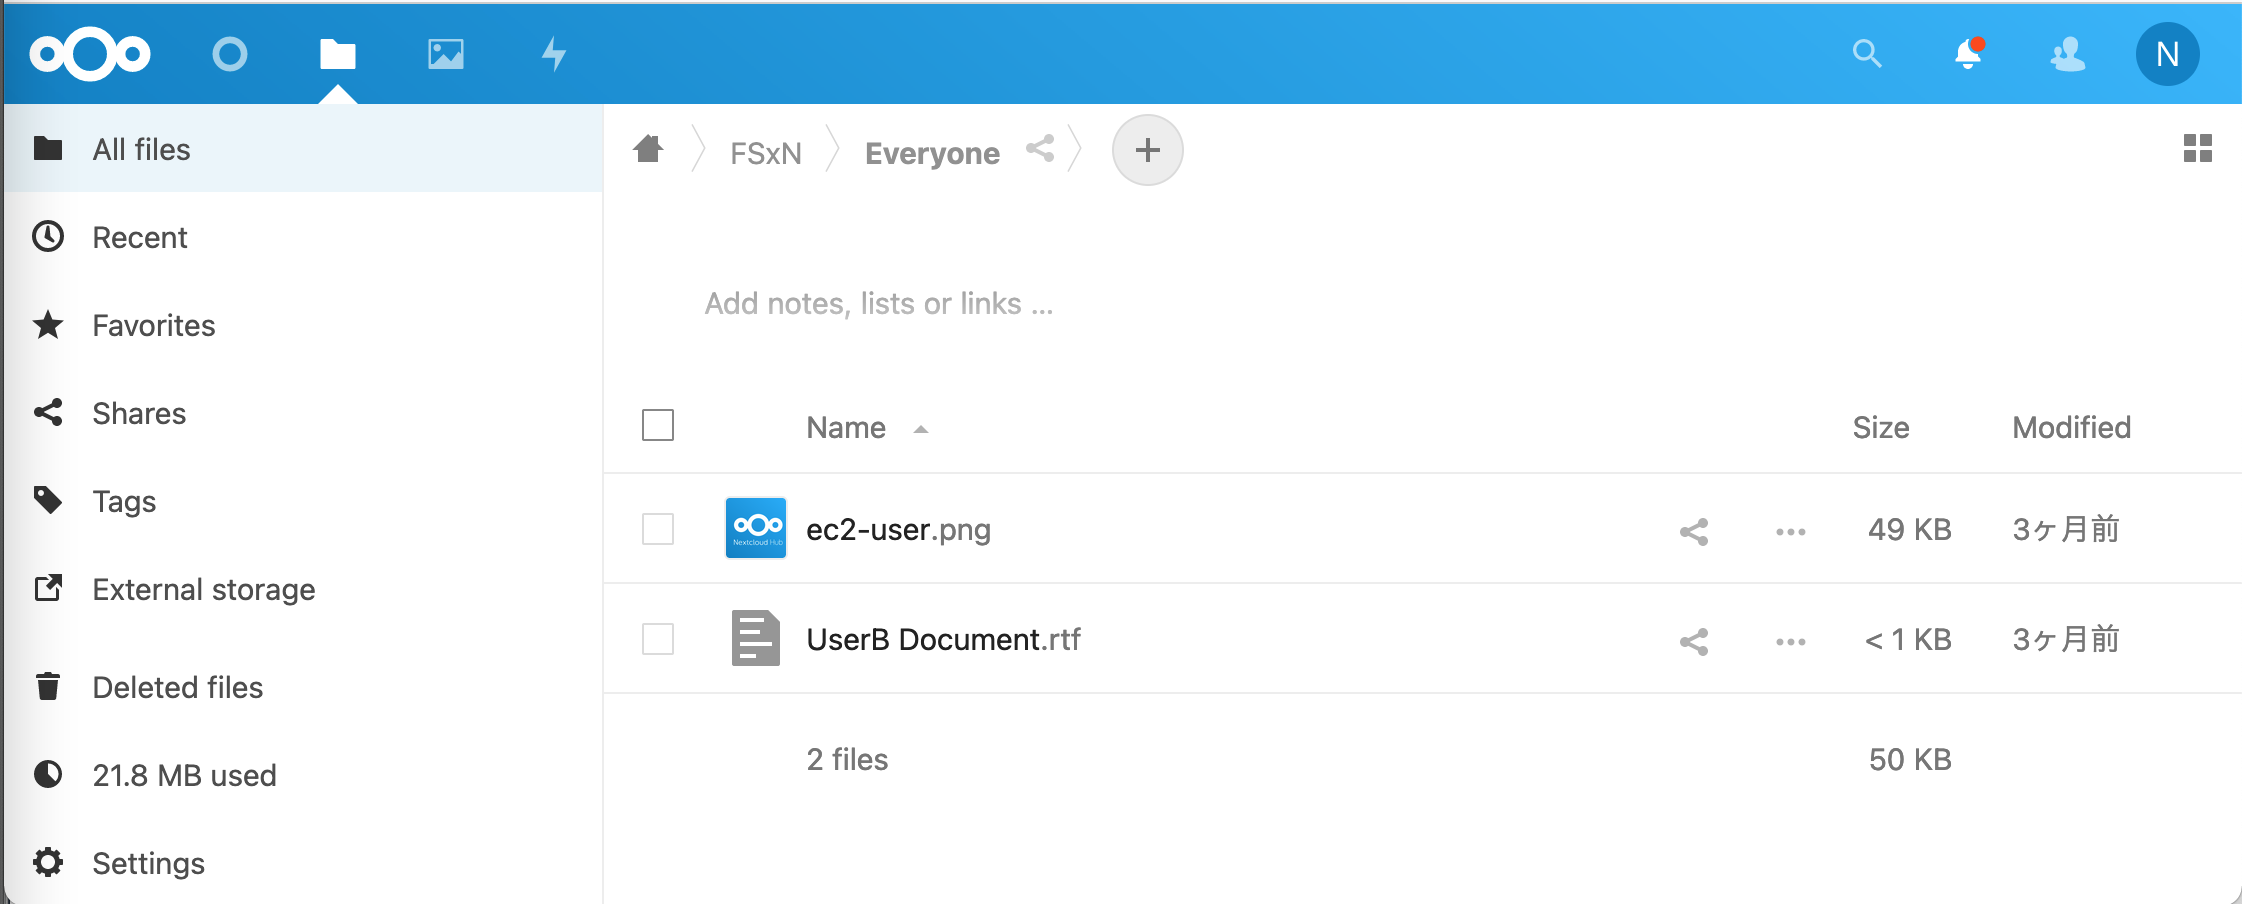 N
All files
Recent
Favorites
Shares
Tags
External storage
Deleted files
21.8 MB used
Settings
FSxN Everyone +
Add notes, lists or links ...
Name Size Modified
Nextcloud Hub
ec2-user.png 49 KB 3ヶ月前
UserB Document.rtf < 1 KB 3ヶ月前
2 files 50 KB